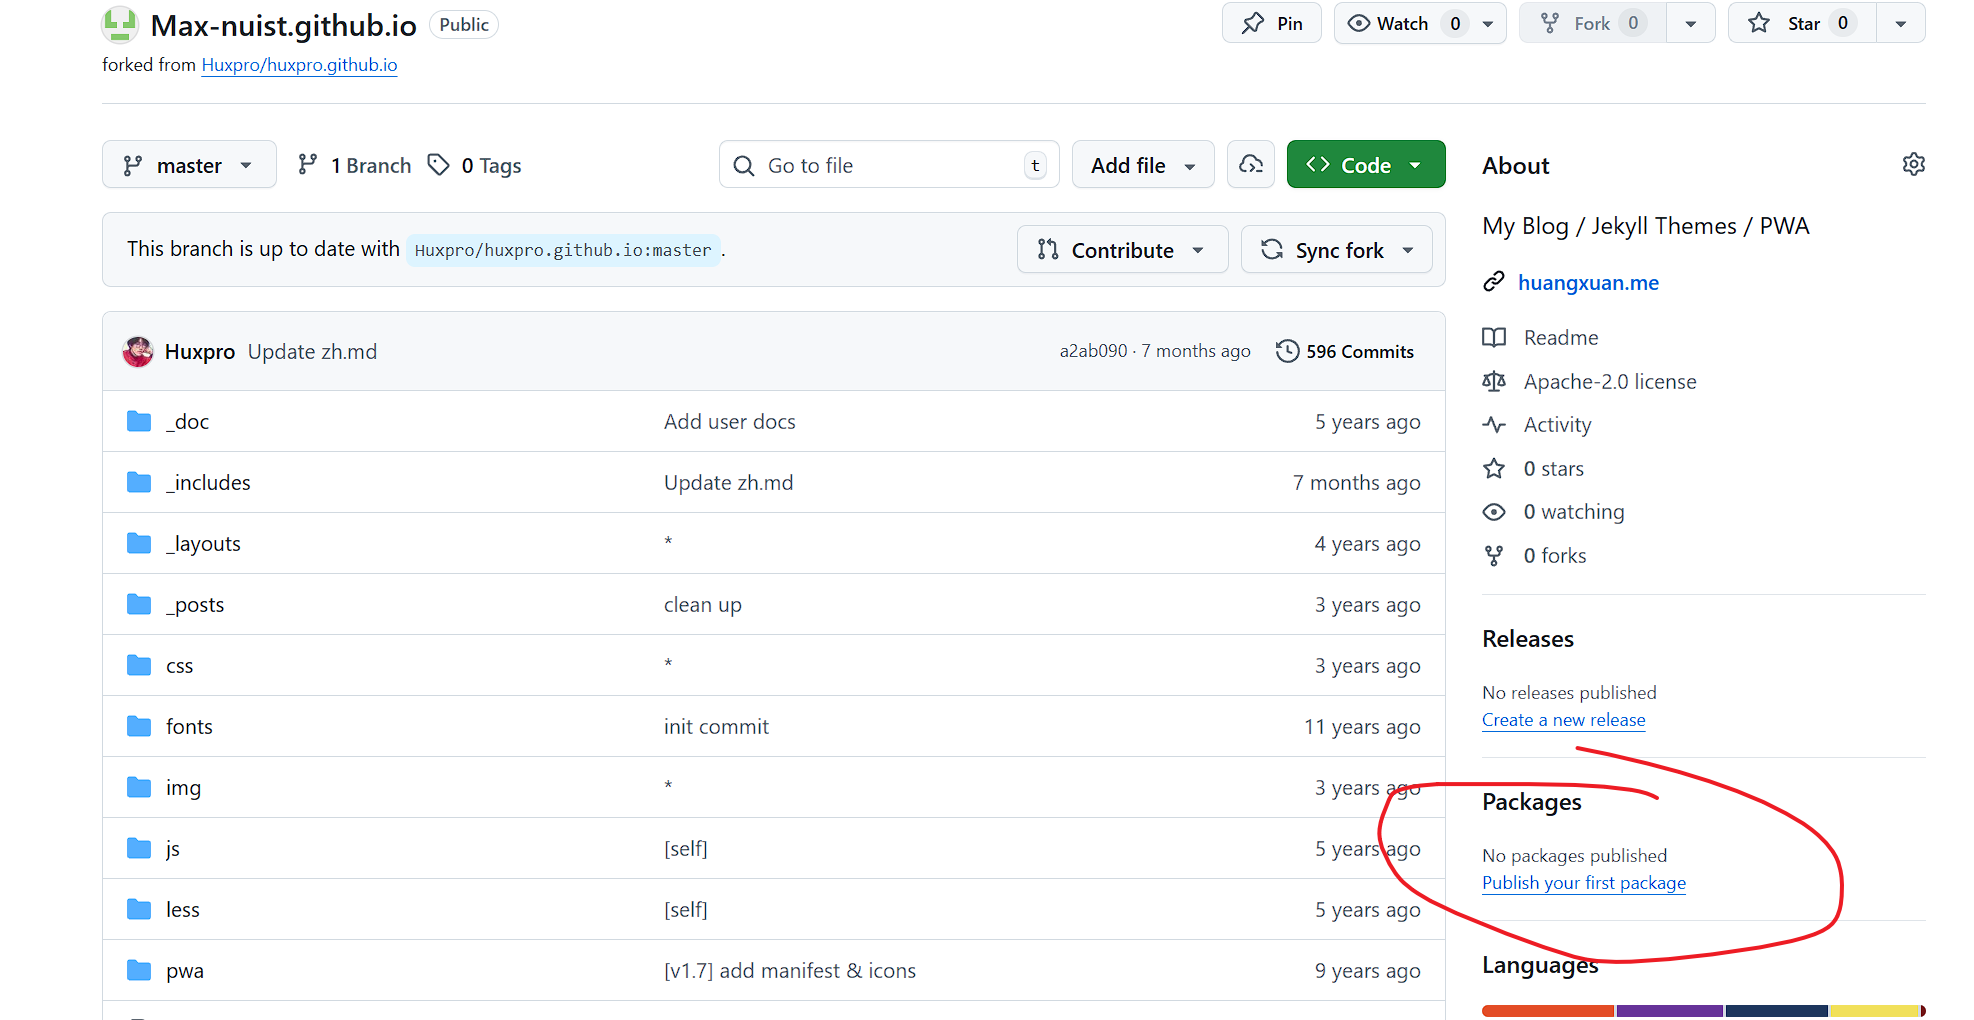 Max-nuist.github.io Public Pin Watch 0 Fork 0 Star 0
forked from Huxpro/huxpro.github.io
master 1 Branch 0 Tags Go to file t Add file Code
This branch is up to date with Huxpro/huxpro.github.io:master . Contribute Sync fork
Huxpro Update zh.md a2ab090 · 7 months ago 596 Commits
_doc Add user docs 5 years ago
_includes Update zh.md 7 months ago
_layouts * 4 years ago
_posts clean up 3 years ago
css * 3 years ago
fonts init commit 11 years ago
img * 3 years ago
js [self] 5 years ago
less [self] 5 years ago
pwa [v1.7] add manifest & icons 9 years ago
About
My Blog / Jekyll Themes / PWA
huangxuan.me
Readme
Apache-2.0 license
Activity
0 stars
0 watching
0 forks
Releases
No releases published
Create a new release
Packages
No packages published
Publish your first package
Languages